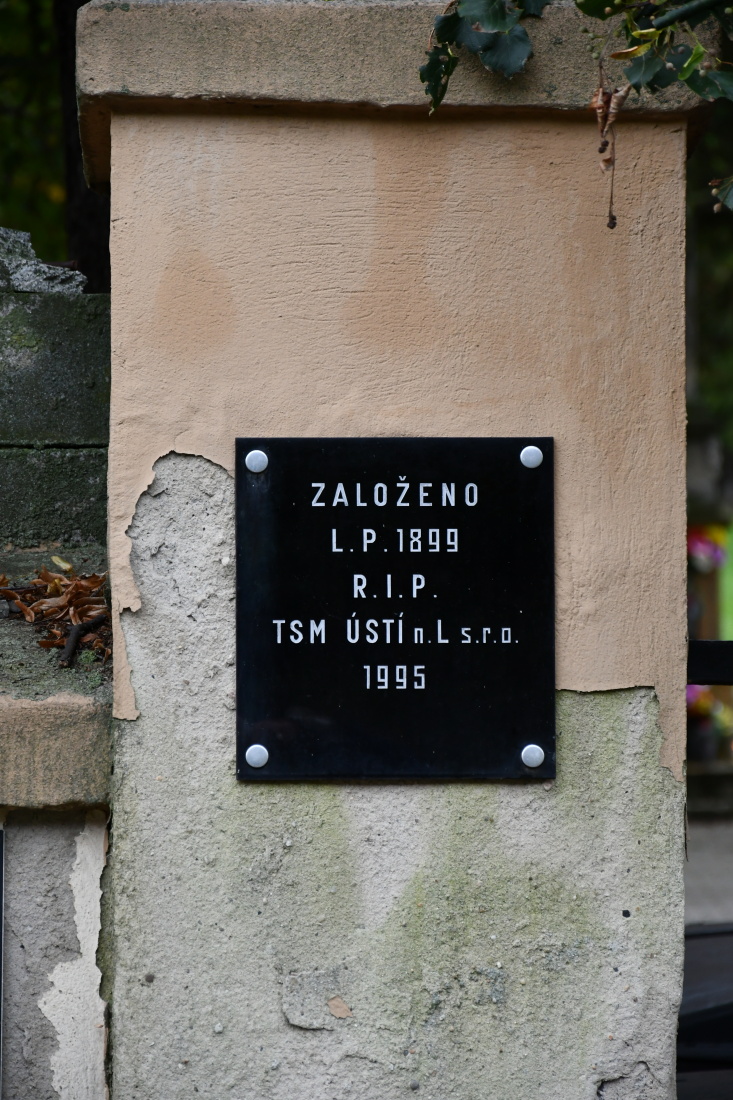 ZALOŽENO
L.P.1899
R.I.P.
TSM ÚSTÍ n.L s.r.o.
1995